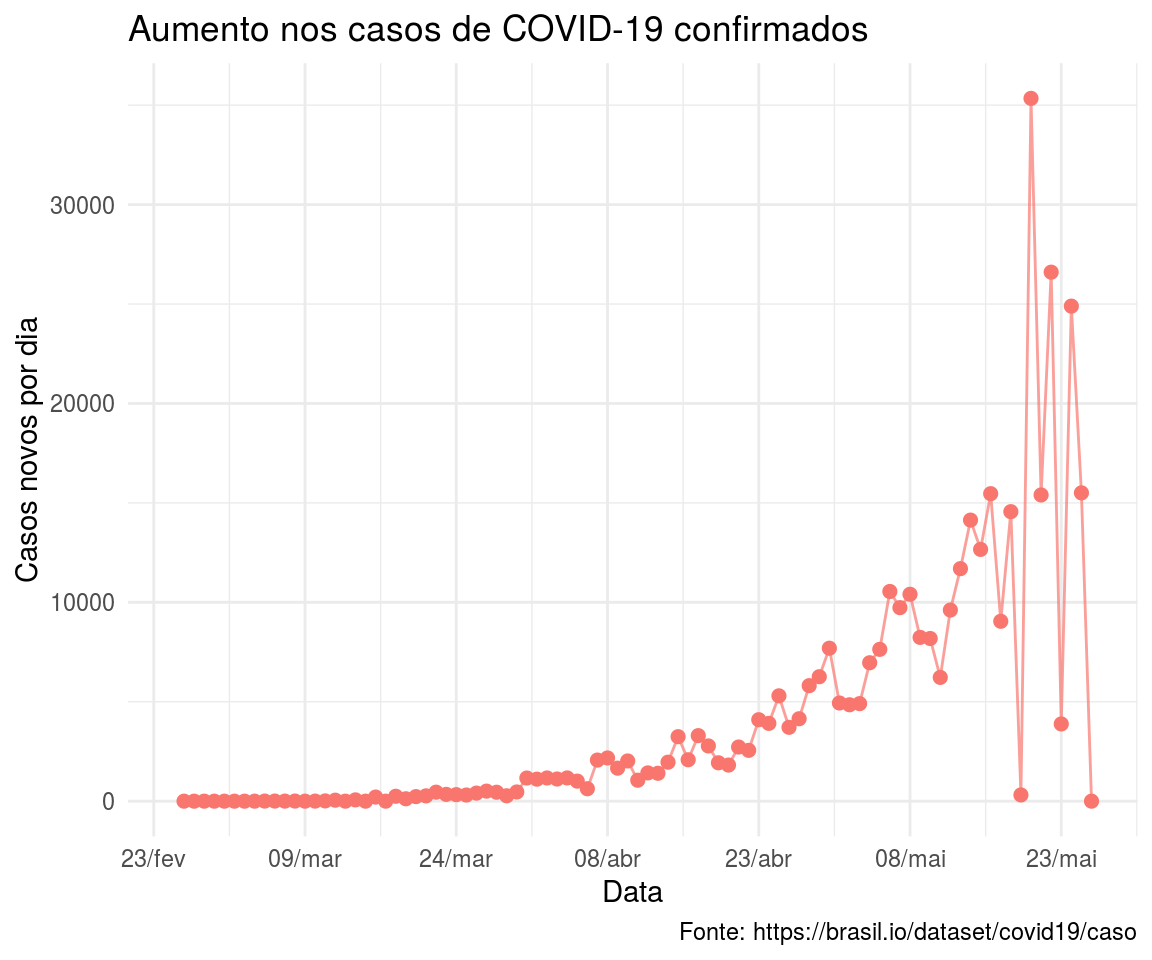 Aumento nos casos de COVID-19 confirmados
Casos novos por dia
30000
20000
10000
0
23/fev 09/mar 24/mar 08/abr 23/abr 08/mai 23/mai
Data
Fonte: https://brasil.io/dataset/covid19/caso